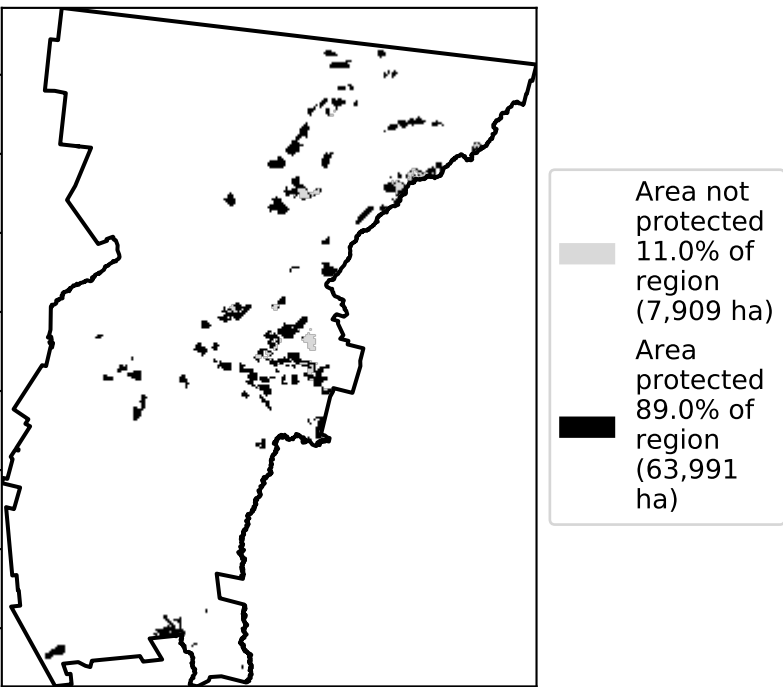 Area not
protected
11.0% of
region
(7,909 ha)
Area
protected
89.0% of
region
(63,991
ha)